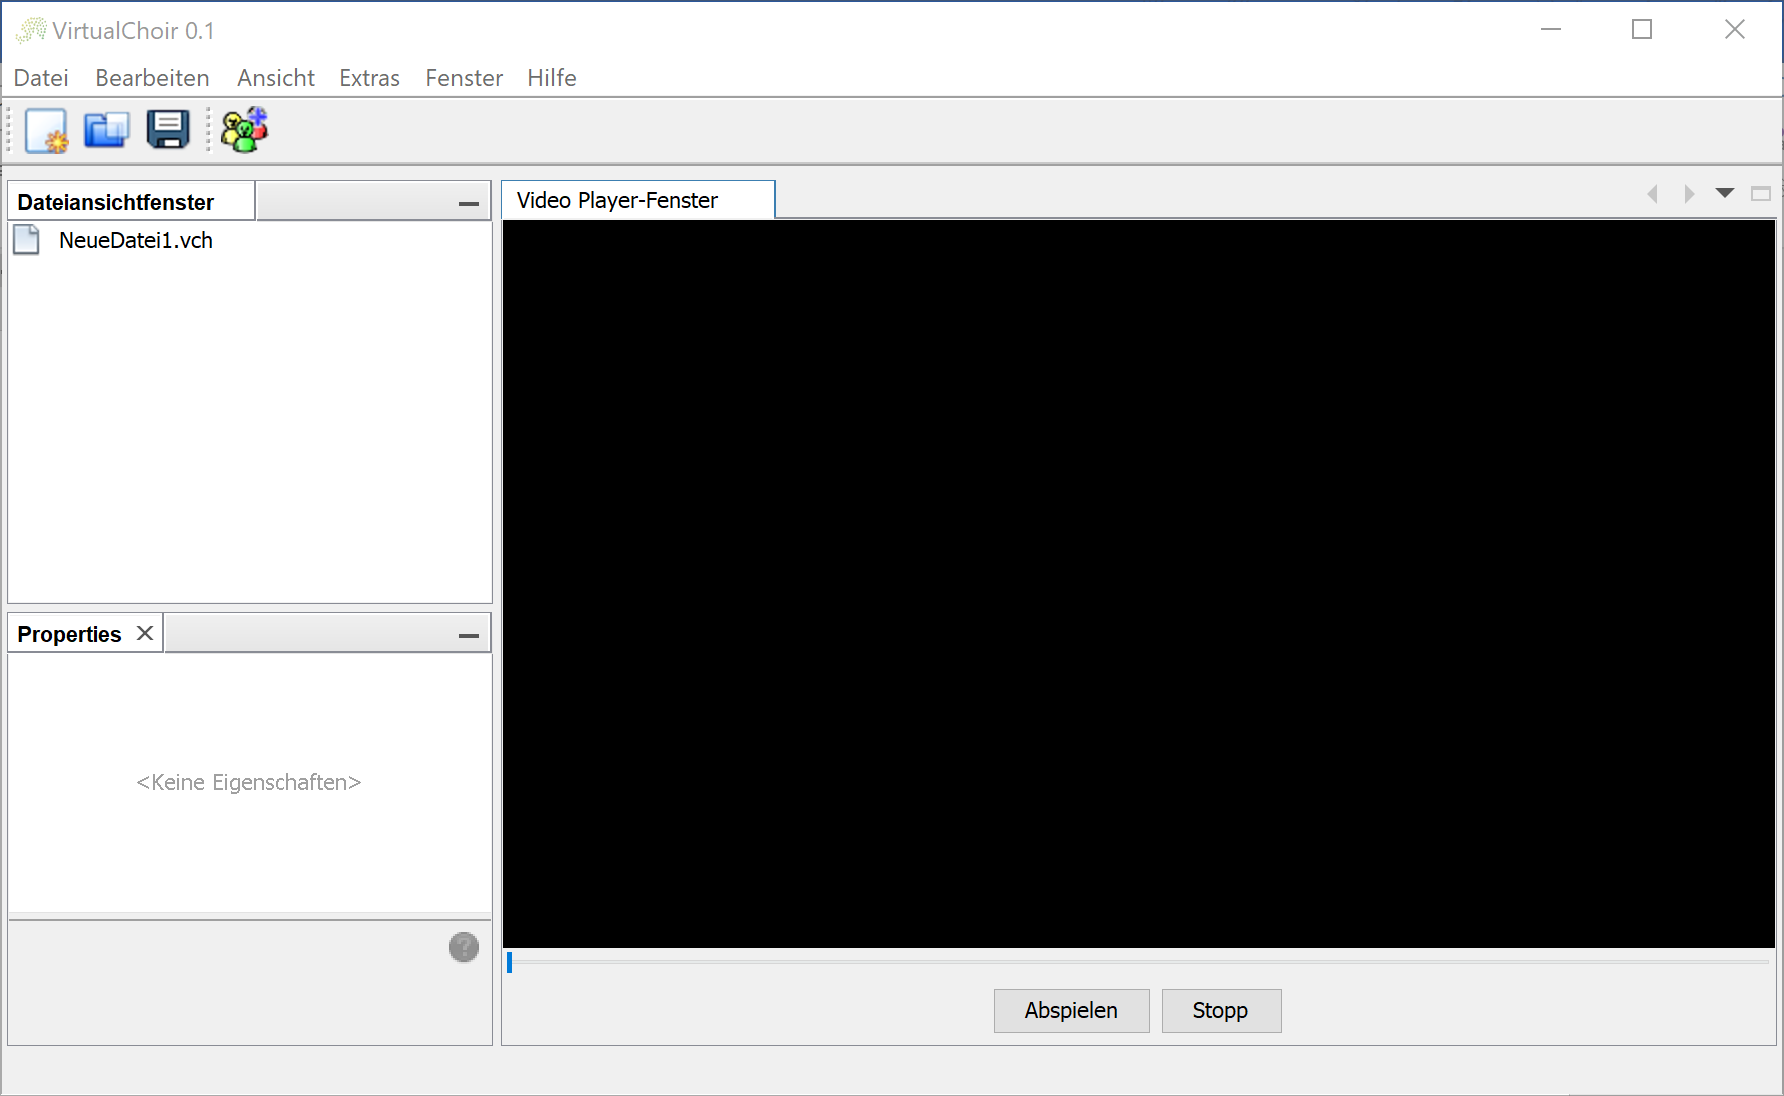 VirtualChoir 0.1
Datei Bearbeiten Ansicht Extras Fenster Hilfe
Dateiansichtfenster
NeueDatei1.vch
Properties
<Keine Eigenschaften>
?
Video Player-Fenster
Abspielen Stopp